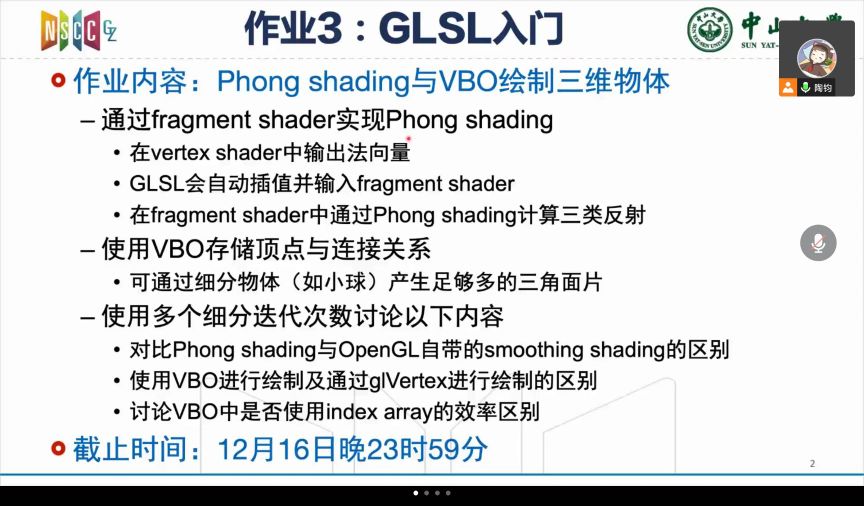 NSCC GZ
作业3：GLSL入门
中山大学
SUN YAT-
陶钧
作业内容：Phong shading与VBO绘制三维物体
– 通过fragment shader实现Phong shading
• 在vertex shader中输出法向量
• GLSL会自动插值并输入fragment shader
• 在fragment shader中通过Phong shading计算三类反射
– 使用VBO存储顶点与连接关系
• 可通过细分物体（如小球）产生足够多的三角面片
– 使用多个细分迭代次数讨论以下内容
• 对比Phong shading与OpenGL自带的smoothing shading的区别
• 使用VBO进行绘制及通过glVertex进行绘制的区别
• 讨论VBO中是否使用index array的效率区别
截止时间：12月16日晚23时59分
2